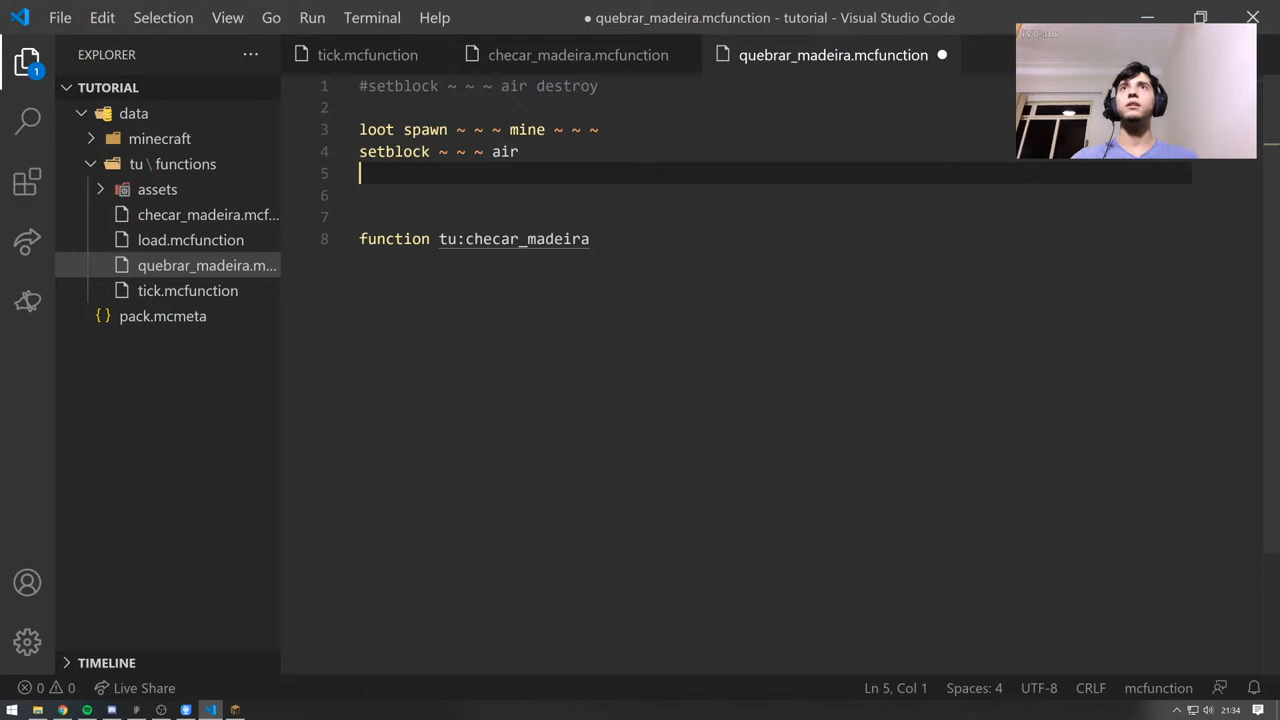 File Edit Selection View Go Run Terminal Help
● quebrar_madeira.mcfunction - tutorial - Visual Studio Code
iVCam
EXPLORER ···
tick.mcfunction
checar_madeira.mcfunction
quebrar_madeira.mcfunction ●
1
TUTORIAL
data
minecraft
tu \ functions
assets
checar_madeira.mcf...
load.mcfunction
quebrar_madeira.m...
tick.mcfunction
{} pack.mcmeta
1 #setblock ~ ~ ~ air destroy
2
3 loot spawn ~ ~ ~ mine ~ ~ ~
4 setblock ~ ~ ~ air
5
6
7
8 function tu:checar_madeira
TIMELINE
0 0 Live Share
Ln 5, Col 1 Spaces: 4 UTF-8 CRLF mcfunction
21:34